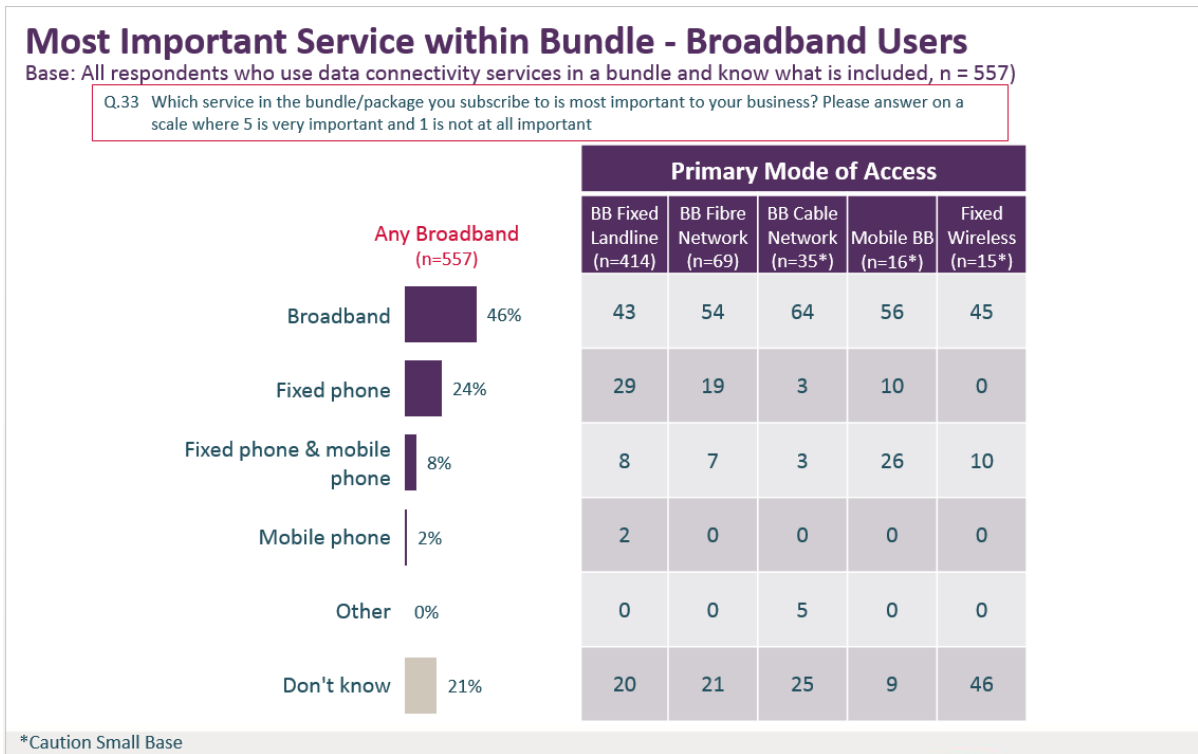 Most Important Service within Bundle - Broadband Users
Base: All respondents who use data connectivity services in a bundle and know what is included, n = 557)
Q.33 Which service in the bundle/package you subscribe to is most important to your business? Please answer on a
scale where 5 is very important and 1 is not at all important
Primary Mode of Access
Any Broadband
(n=557)
BB Fixed
Landline
(n=414)
BB Fibre
Network
(n=69)
BB Cable
Network
(n=35*)
Mobile BB
(n=16*)
Fixed
Wireless
(n=15*)
Broadband 46% 43 54 64 56 45
Fixed phone 24% 29 19 3 10 0
Fixed phone & mobile
phone 8% 8 7 3 26 10
Mobile phone 2% 2 0 0 0 0
Other 0% 0 0 5 0 0
Don't know 21% 20 21 25 9 46
*Caution Small Base